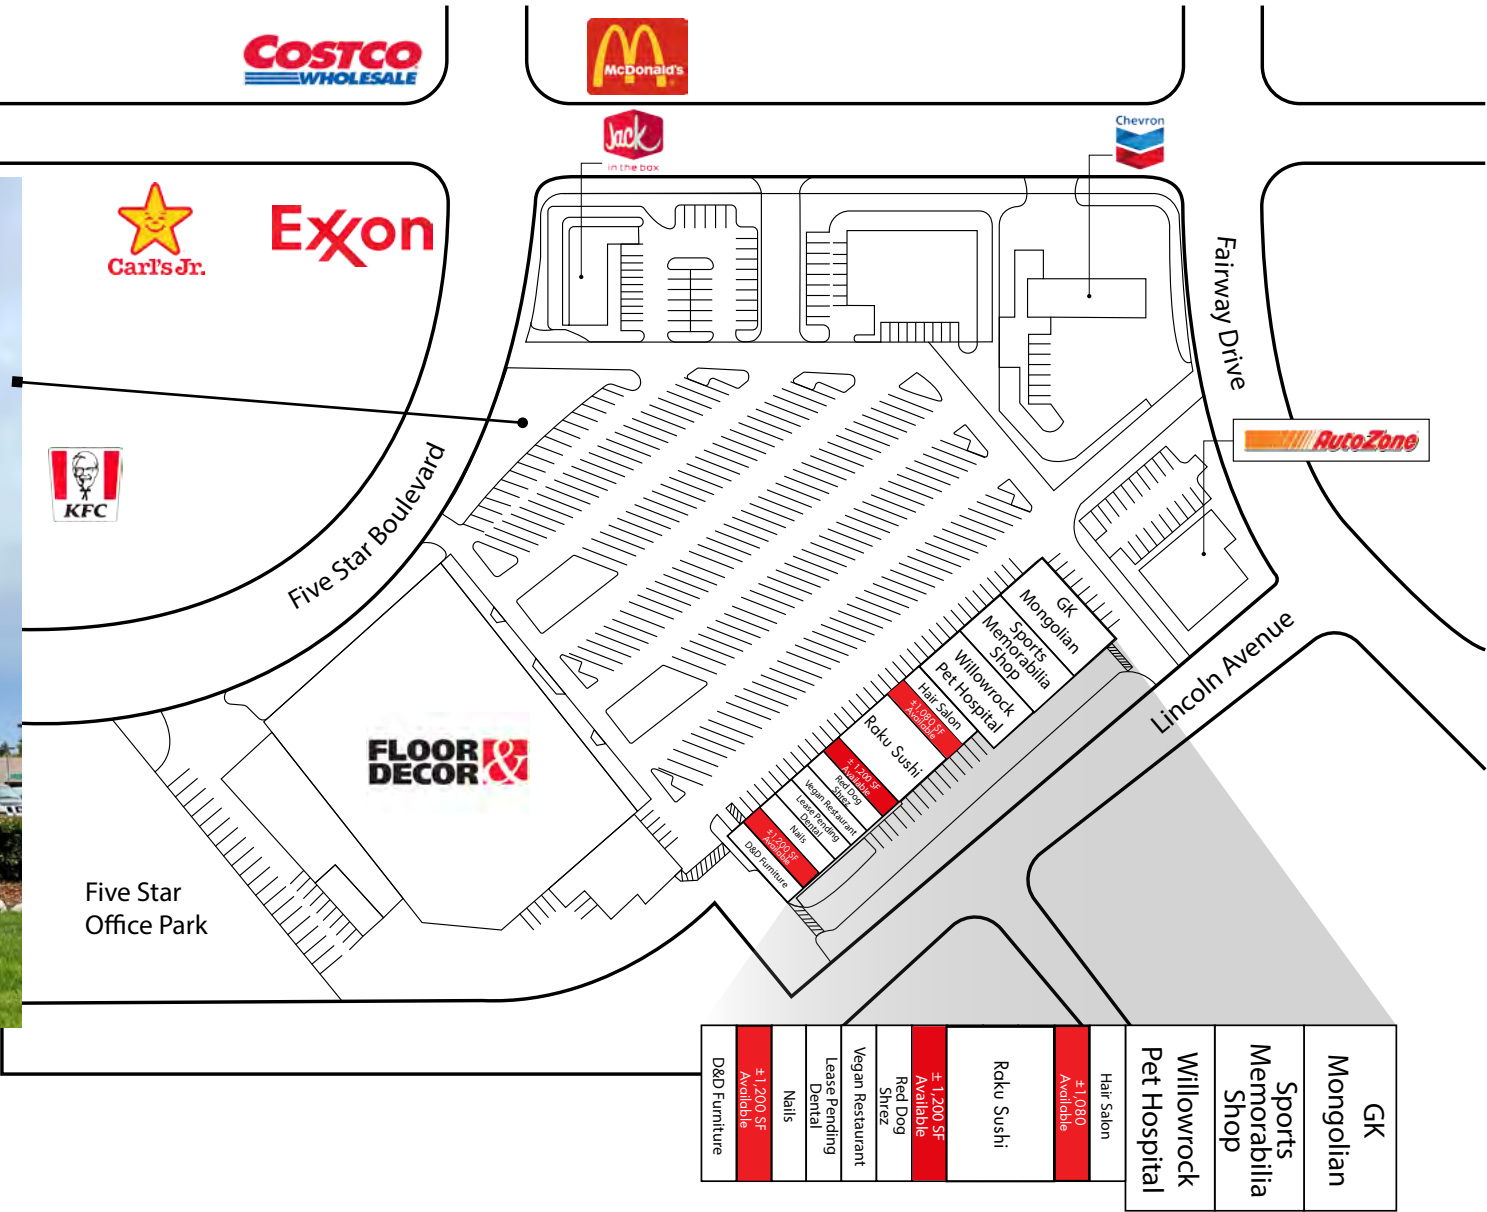 COSTCO
WHOLESALE
McDonald's
Jack
in the box
Chevron
Carl's Jr.
Exxon
KFC
Five Star Boulevard
Fairway Drive
AutoZone
Lincoln Avenue
FLOOR &
DECOR
Five Star
Office Park
GK
Mongolian
Sports
Memorabilia
Shop
Willowrock
Pet Hospital
Hair Salon
±1,080 SF
Available
Raku Sushi
± 1,200 SF
Available
Red Dog
Shrez
Vegan Restaurant
Lease Pending
Dental
Nails
±1,200 SF
Available
D&D Furniture
D&D Furniture
±1,200 SF
Available
Nails
Lease Pending
Dental
Vegan Restaurant
Red Dog
Shrez
± 1,200 SF
Available
Raku Sushi
±1,080
Available
Hair Salon
Willowrock
Pet Hospital
Sports
Memorabilia
Shop
GK
Mongolian